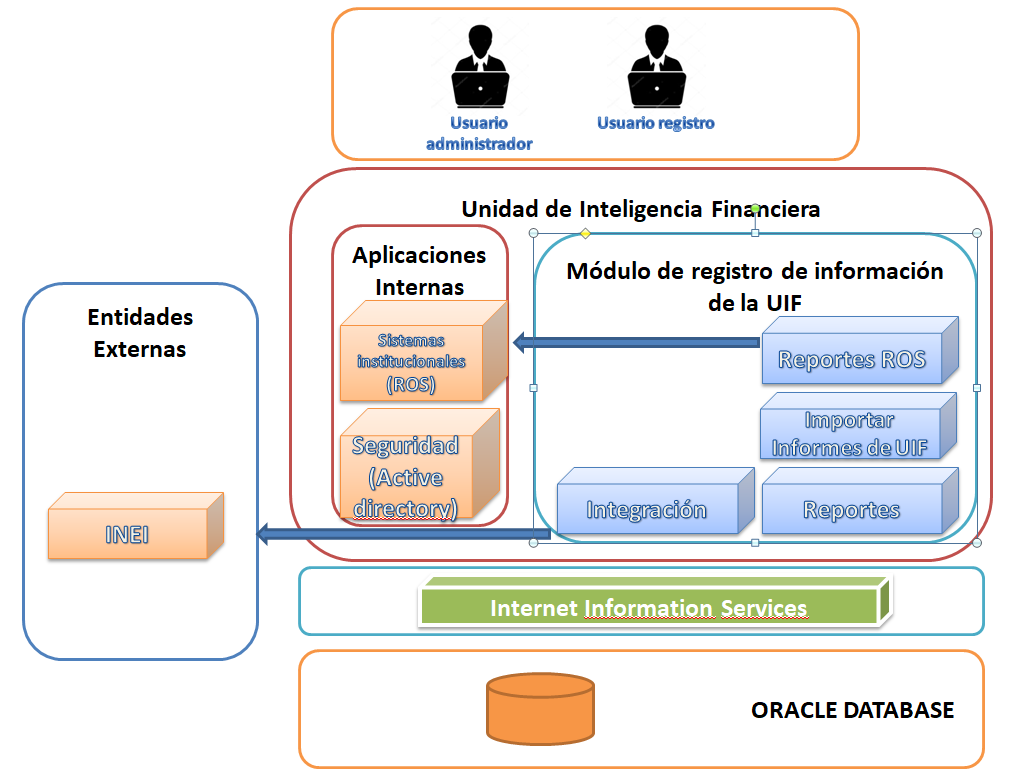 Usuario
administrador
Usuario registro
Unidad de Inteligencia Financiera
Aplicaciones
Internas
Sistemas
institucionales
(ROS)
Seguridad
(Active
directory)
Módulo de registro de información
de la UIF
Reportes ROS
Importar
Informes de UIF
Integración
Reportes
Entidades
Externas
INEI
Internet Information Services
ORACLE DATABASE